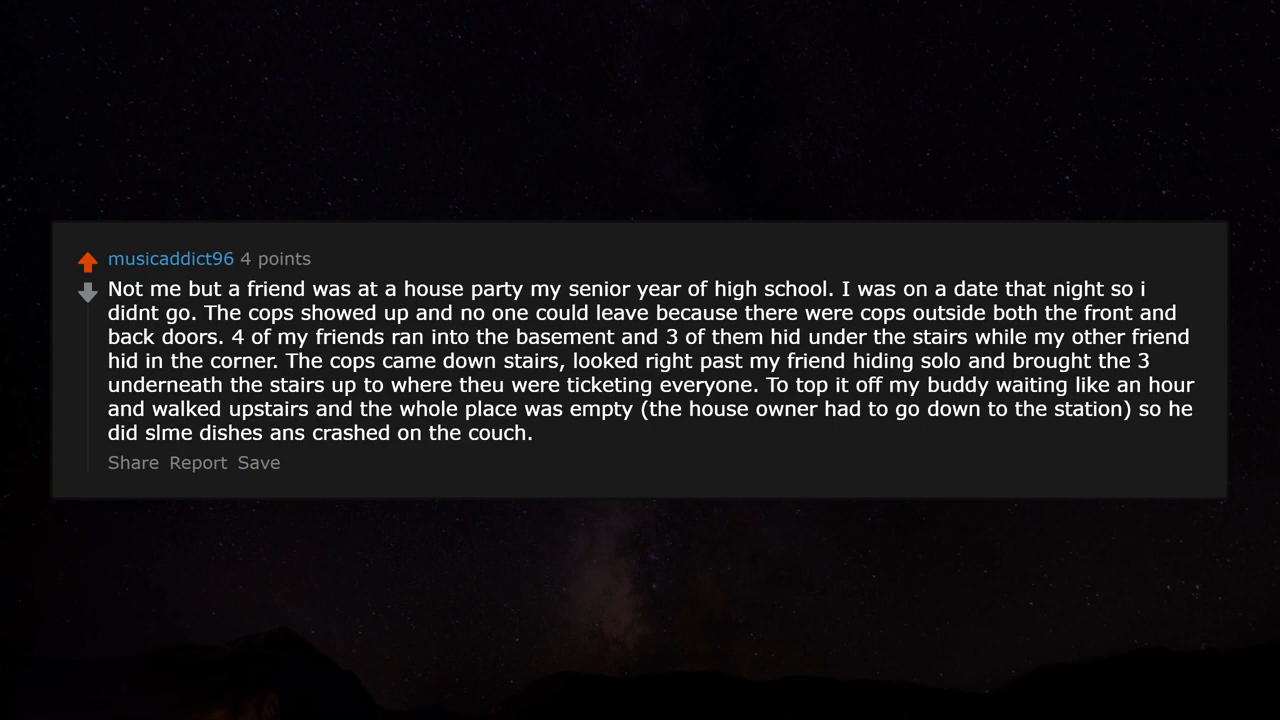 musicaddict96 4 points
Not me but a friend was at a house party my senior year of high school. I was on a date that night so i
didnt go. The cops showed up and no one could leave because there were cops outside both the front and
back doors. 4 of my friends ran into the basement and 3 of them hid under the stairs while my other friend
hid in the corner. The cops came down stairs, looked right past my friend hiding solo and brought the 3
underneath the stairs up to where theu were ticketing everyone. To top it off my buddy waiting like an hour
and walked upstairs and the whole place was empty (the house owner had to go down to the station) so he
did slme dishes ans crashed on the couch.
Share Report Save